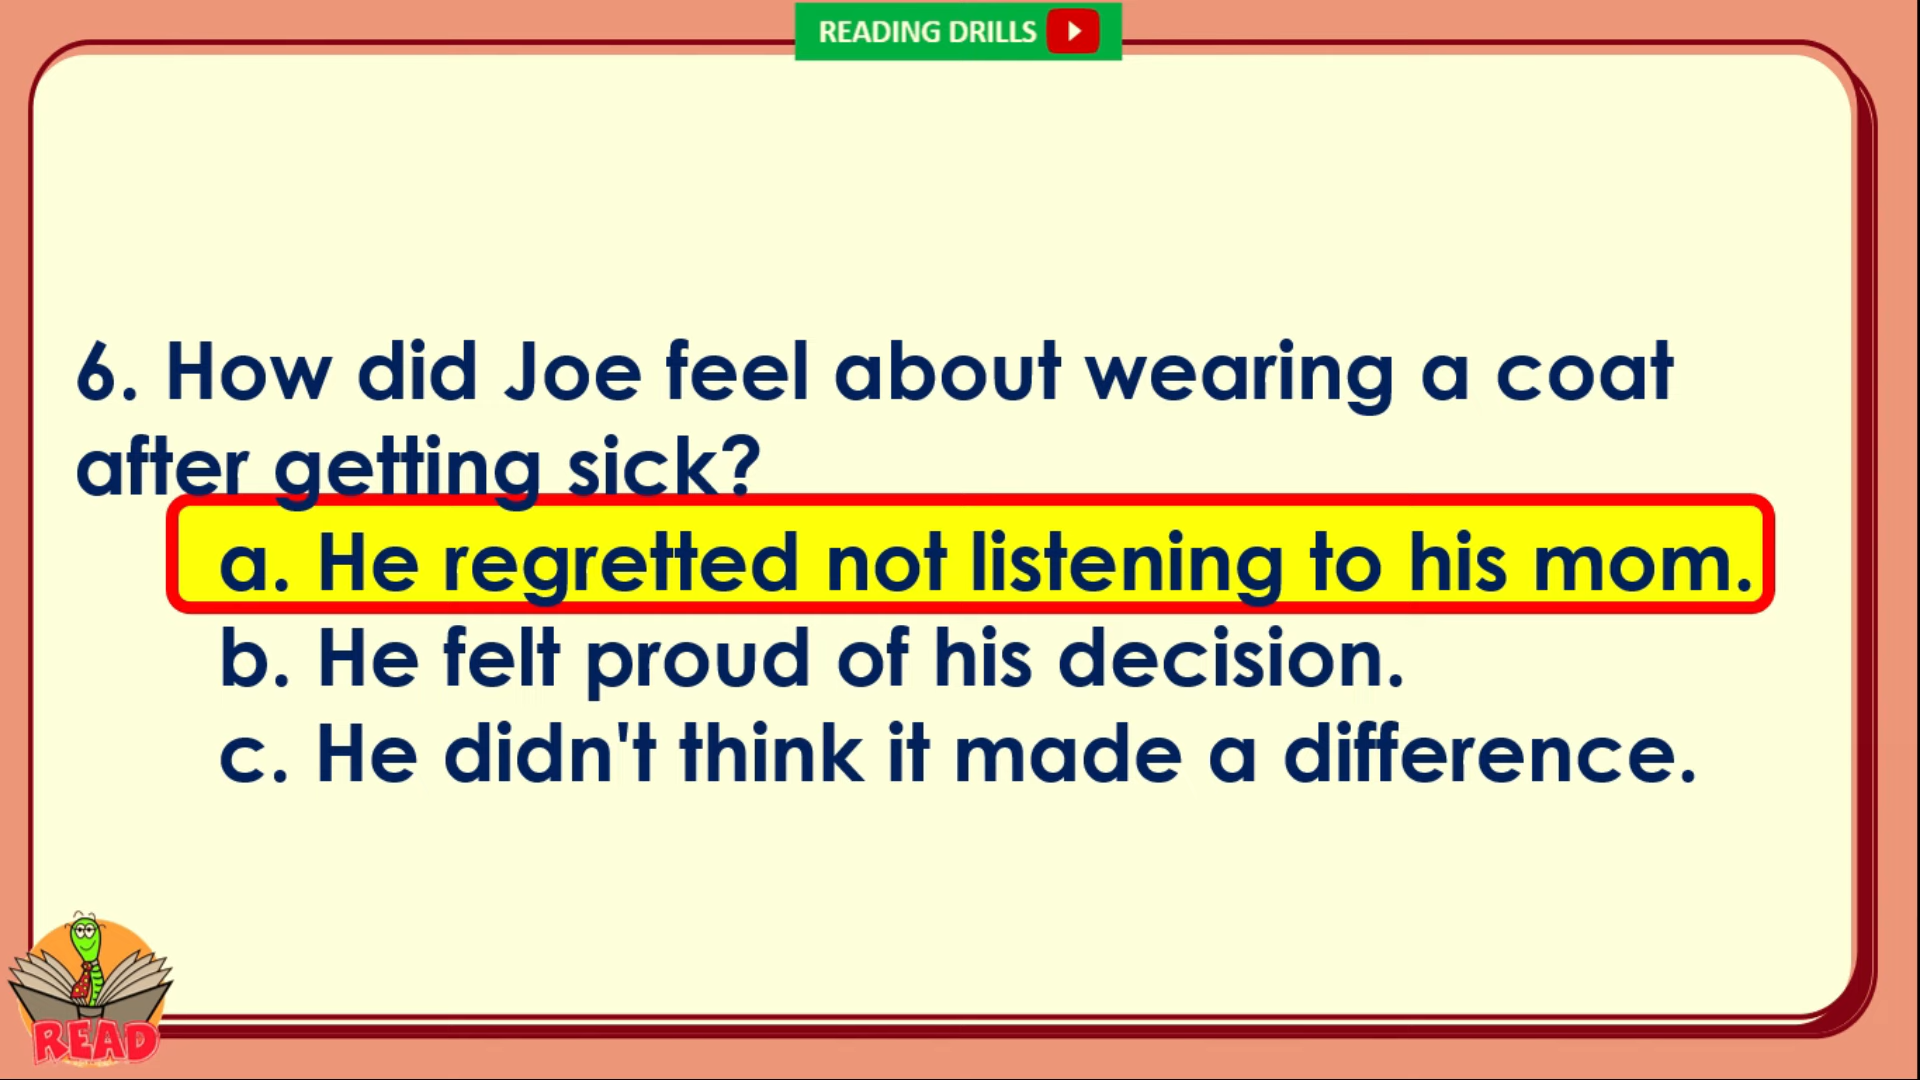 READING DRILLS
6. How did Joe feel about wearing a coat
after getting sick?
a. He regretted not listening to his mom.
b. He felt proud of his decision.
c. He didn't think it made a difference.
READ